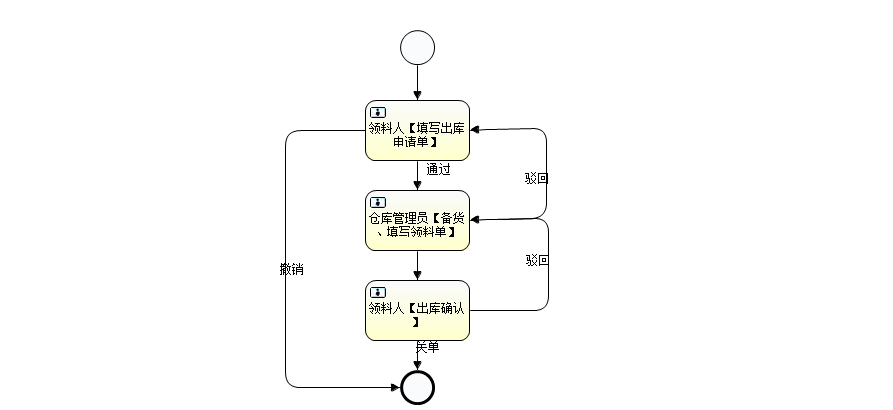 领料人【填写出库
申请单】
通过
驳回
仓库管理员【备货
、填写领料单】
驳回
撤销
领料人【出库确认
】
关单